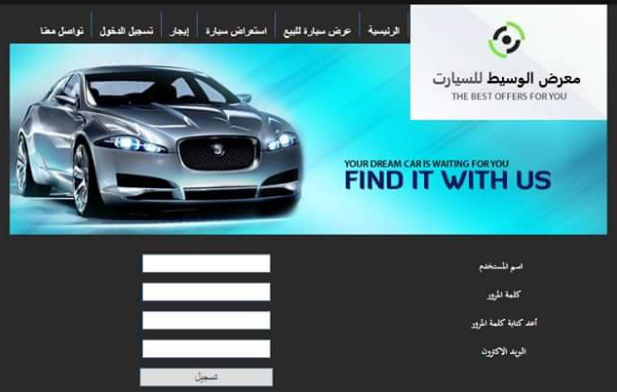 الرئيسية عرض سيارة للبيع استعراض سيارة إيجار تسجيل الدخول تواصل معنا
معرض الوسيط للسيارت
THE BEST OFFERS FOR YOU
YOUR DREAM CAR IS WAITING FOR YOU
FIND IT WITH US
اسم المستخدم
كلمة المرور
أعد كتابة كلمة المرور
البريد الاكترون
تسجيل